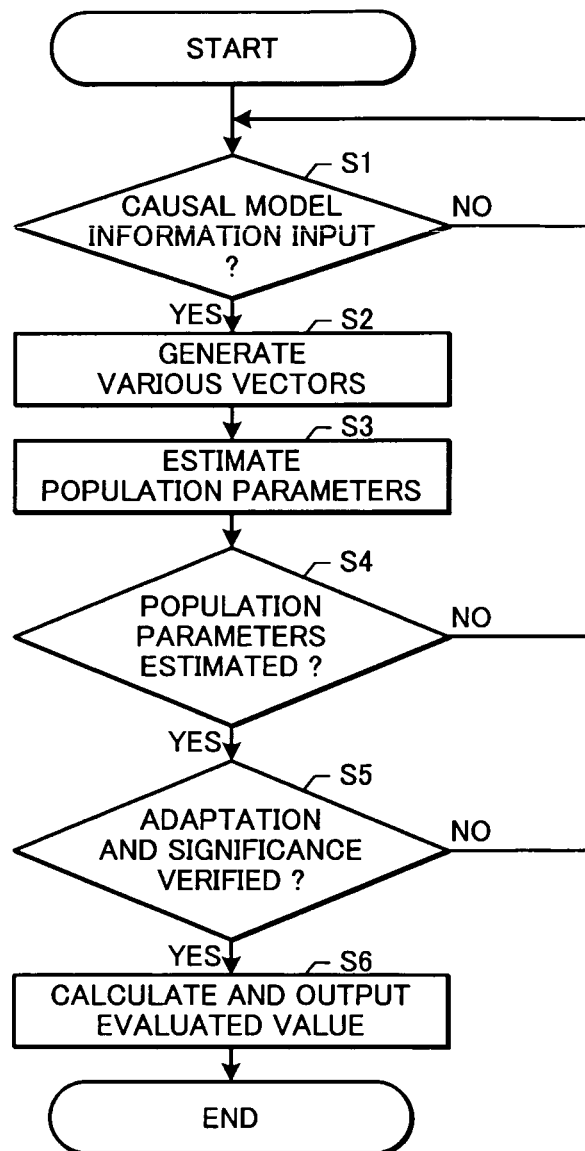 START
S1
CAUSAL MODEL
INFORMATION INPUT
?
NO
YES
S2
GENERATE
VARIOUS VECTORS
S3
ESTIMATE
POPULATION PARAMETERS
S4
POPULATION
PARAMETERS
ESTIMATED ?
NO
YES
S5
ADAPTATION
AND SIGNIFICANCE
VERIFIED ?
NO
YES
S6
CALCULATE AND OUTPUT
EVALUATED VALUE
END